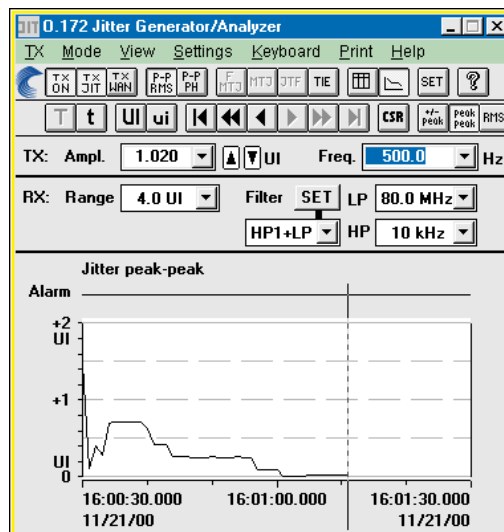 JIT O.172 Jitter Generator/Analyzer
TX Mode View Settings Keyboard Print Help
TX ON TX JIT TX WAN P-P RMS P-P PH F MTJ MTJ JTF TIE SET ?
T t UI ui CSR +/- peak peak peak RMS
TX: Ampl. 1.020 UI Freq. 500.0 Hz
RX: Range 4.0 UI Filter SET LP 80.0 MHz
HP1+LP HP 10 kHz
Jitter peak-peak
Alarm
+2
UI
+1
UI
0
16:00:30.000 16:01:00.000 16:01:30.000
11/21/00 11/21/00